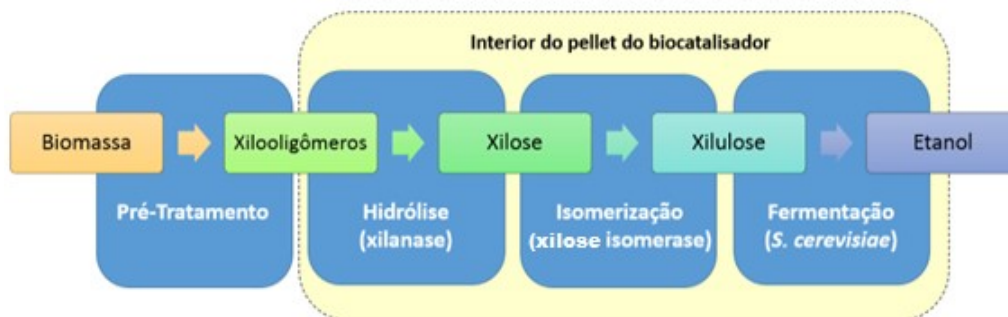 Interior do pellet do biocatalisador
Biomassa
Xilooligômeros
Xilose
Xilulose
Etanol
Pré-Tratamento
Hidrólise
(xilanase)
Isomerização
(xilose isomerase)
Fermentação
(S. cerevisiae)